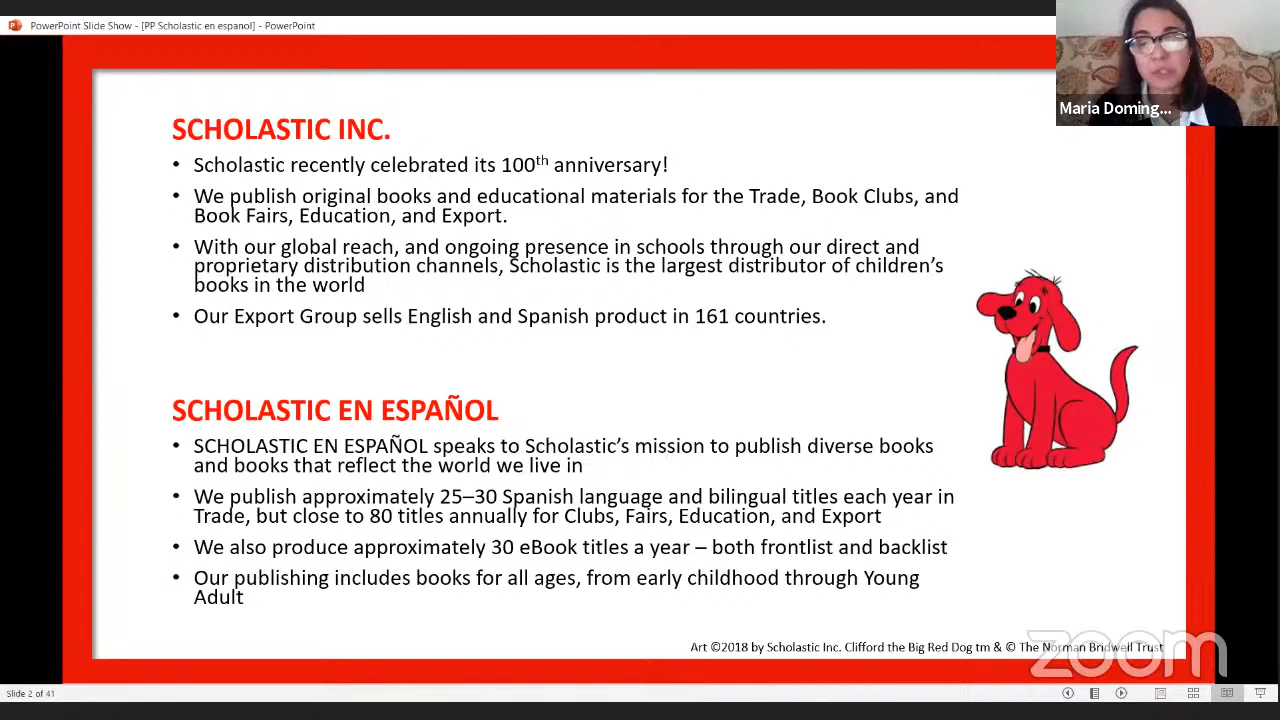 PowerPoint Slide Show - [PP Scholastic en espanol] - PowerPoint
Maria Doming...
SCHOLASTIC INC.
• Scholastic recently celebrated its 100th anniversary!
• We publish original books and educational materials for the Trade, Book Clubs, and
Book Fairs, Education, and Export.
• With our global reach, and ongoing presence in schools through our direct and
proprietary distribution channels, Scholastic is the largest distributor of children's
books in the world
• Our Export Group sells English and Spanish product in 161 countries.
SCHOLASTIC EN ESPAÑOL
• SCHOLASTIC EN ESPAÑOL speaks to Scholastic's mission to publish diverse books
and books that reflect the world we live in
• We publish approximately 25–30 Spanish language and bilingual titles each year in
Trade, but close to 80 titles annually for Clubs, Fairs, Education, and Export
• We also produce approximately 30 eBook titles a year – both frontlist and backlist
• Our publishing includes books for all ages, from early childhood through Young
Adult
Art ©2018 by Scholastic Inc. Clifford the Big Red Dog tm & © The Norman Bridwell Trust
zoom
Slide 2 of 41